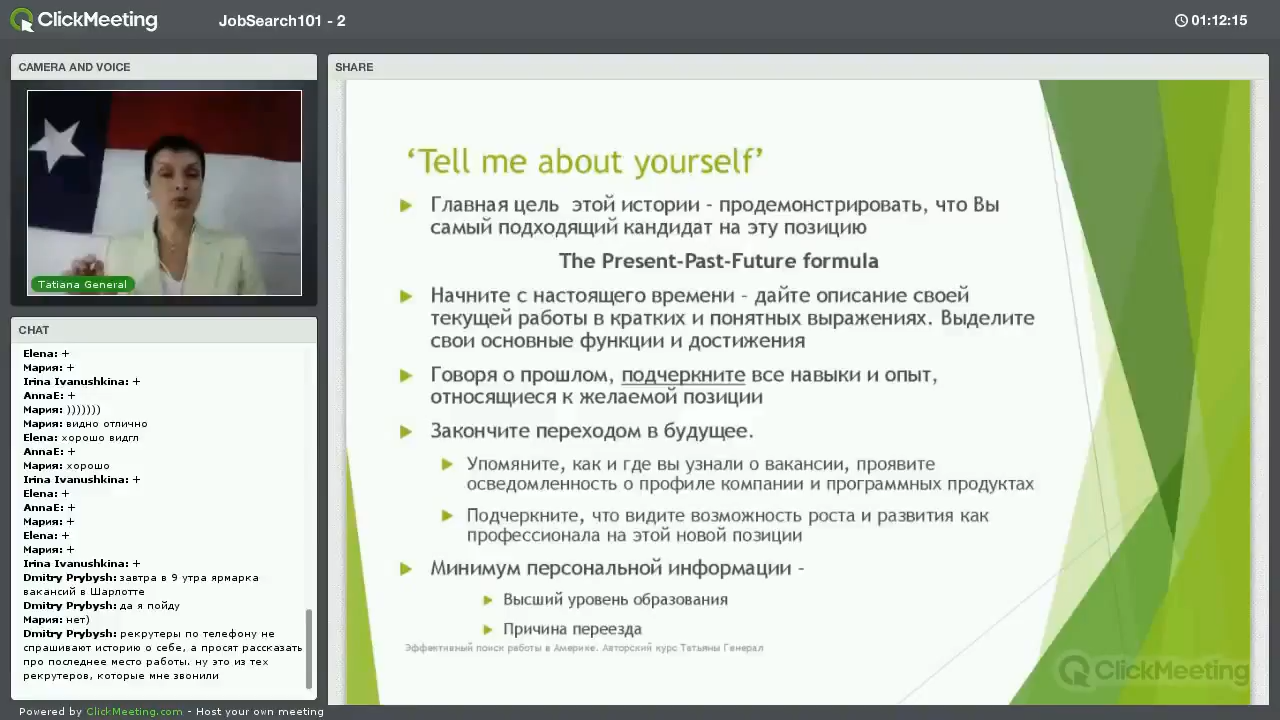 ClickMeeting
JobSearch101 - 2
01:12:15
CAMERA AND VOICE
Tatiana General
CHAT
Elena: +
Мария: +
Irina Ivanushkina: +
AnnaE: +
Мария: )))))))
Мария: видно отлично
Elena: хорошо видгл
AnnaE: +
Мария: хорошо
Irina Ivanushkina: +
Elena: +
AnnaE: +
Мария: +
Elena: +
Мария: +
Irina Ivanushkina: +
Dmitry Prybysh: завтра в 9 утра ярмарка
вакансий в Шарлотте
Dmitry Prybysh: да я пойду
Мария: нет)
Dmitry Prybysh: рекрутеры по телефону не
спрашивают историю о себе, а просят рассказать
про последнее место работы. ну это из тех
рекрутеров, которые мне звонили
SHARE
‘Tell me about yourself’
Главная цель этой истории - продемонстрировать, что Вы
самый подходящий кандидат на эту позицию
The Present-Past-Future formula
Начните с настоящего времени - дайте описание своей
текущей работы в кратких и понятных выражениях. Выделите
свои основные функции и достижения
Говоря о прошлом, подчеркните все навыки и опыт,
относящиеся к желаемой позиции
Закончите переходом в будущее.
Упомяните, как и где вы узнали о вакансии, проявите
осведомленность о профиле компании и программных продуктах
Подчеркните, что видите возможность роста и развития как
профессионала на этой новой позиции
Минимум персональной информации -
Высший уровень образования
Причина переезда
Эффективный поиск работы в Америке. Авторский курс Татьяны Генерал
ClickMeeting
Powered by ClickMeeting.com - Host your own meeting